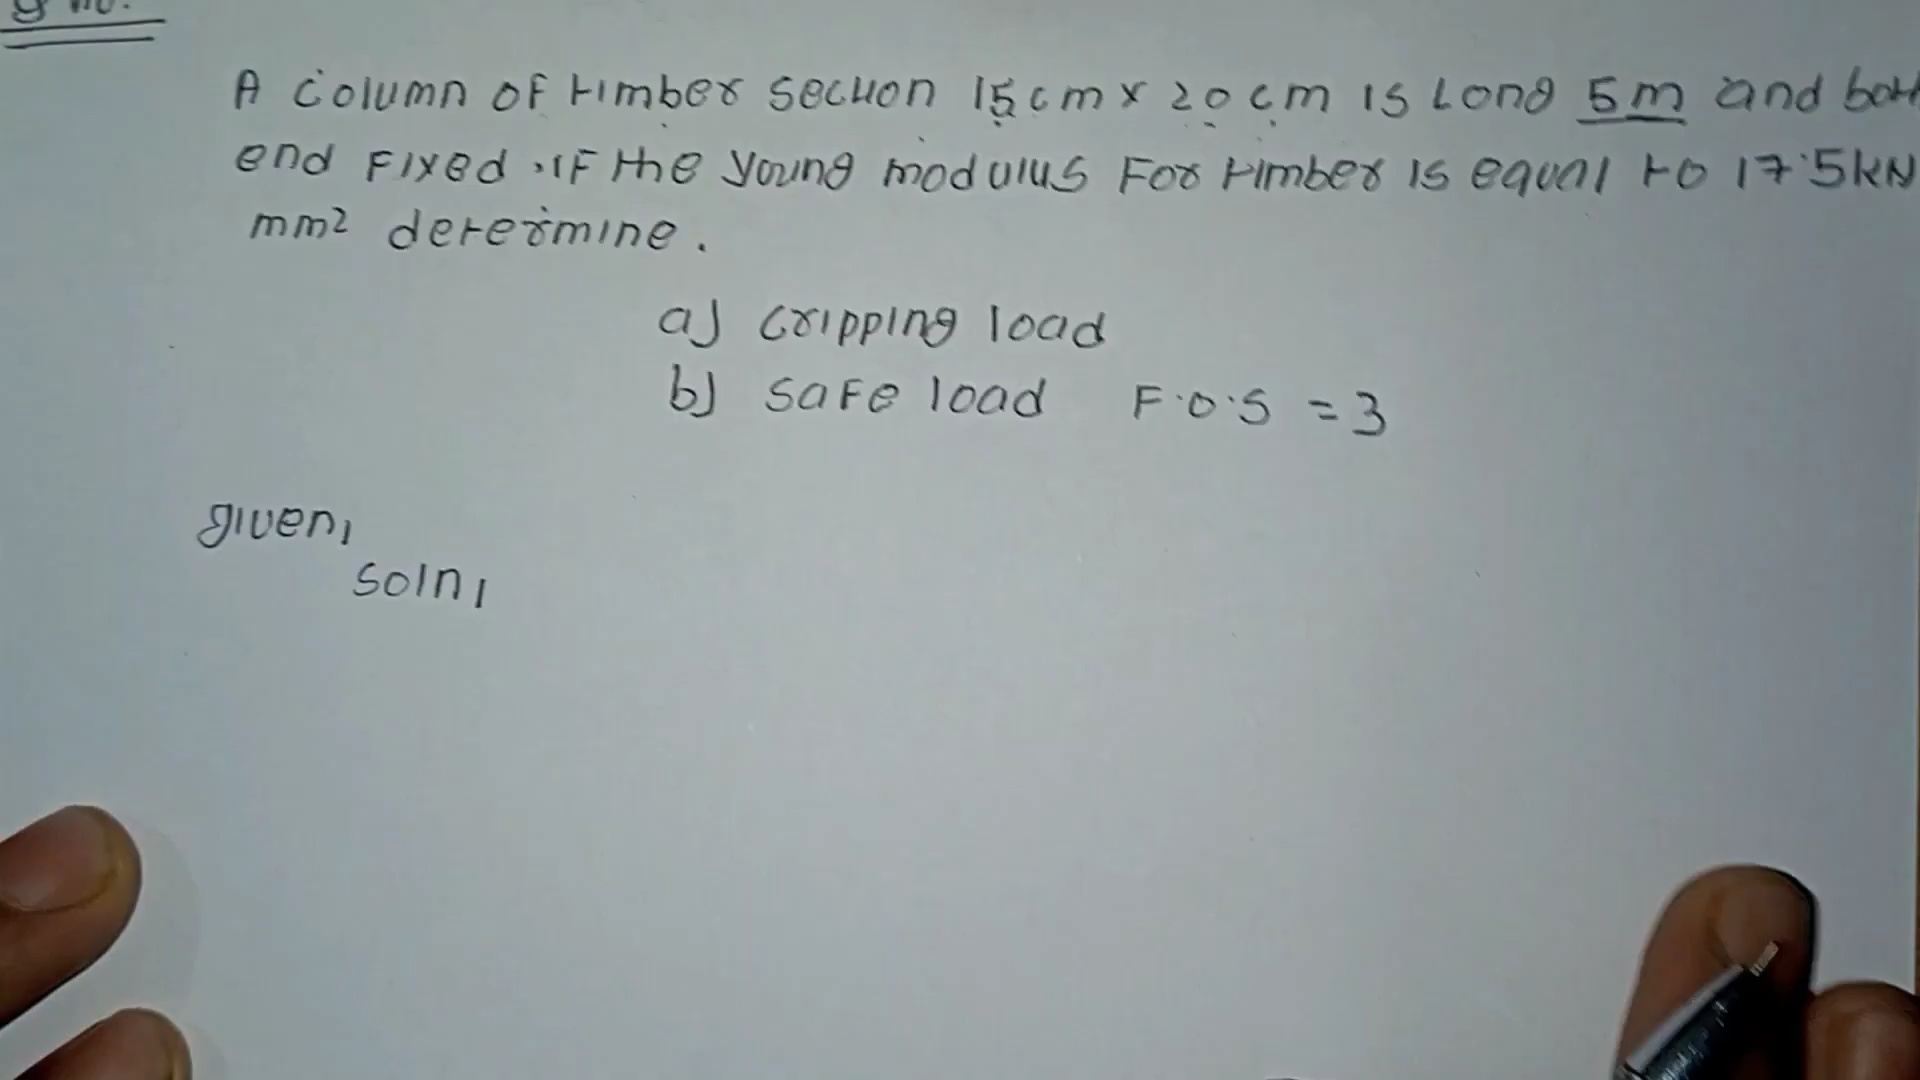 A column of timber section 15cm x 20cm is Long 5m and both
end fixed. if the young modulus For timber is equal to 17.5kN
mm2 determine.
a) cripping load
b) safe load F.O.S = 3
given,
soln,